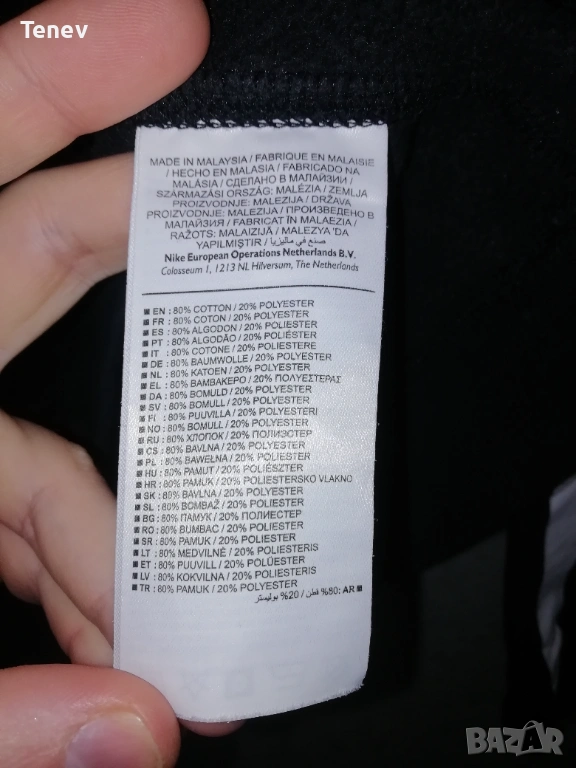 Tenev
MADE IN MALAYSIA / FABRIQUE EN MALAISIE
/ HECHO EN MALASIA / FABRICADO NA
MALÁSIA / СДЕЛАНО В МАЛАЙЗИИ /
SZÁRMAZÁSI ORSZÁG: MALÉZIA / ZEMLJA
PROIZVODNJE: MALEZIJA / DRŽAVA
PROIZVODNJE: MALEZIJA / ПРОИЗВЕДЕНО В
МАЛАЙЗИЯ / FABRICAT ÎN MALAEZIA /
RAŽOTS: MALAIZIJĀ / MALEZYA'DA
YAPILMIŞTIR / صنع في ماليزيا
Nike European Operations Netherlands B.V.
Colosseum 1, 1213 NL Hilversum, The Netherlands
EN : 80% COTTON / 20% POLYESTER
FR : 80% COTON / 20% POLYESTER
ES : 80% ALGODON / 20% POLIESTER
PT : 80% ALGODÃO / 20% POLIÉSTER
IT : 80% COTONE / 20% POLIESTERE
DE : 80% BAUMWOLLE / 20% POLYESTER
NL : 80% KATOEN / 20% POLYESTER
EL : 80% ΒΑΜΒΑΚΕΡΟ / 20% ΠΟΛΥΕΣΤΕΡΑΣ
DA : 80% BOMULD / 20% POLYESTER
SV : 80% BOMULL / 20% POLYESTER
FI : 80% PUUVILLA / 20% POLYESTERI
NO : 80% BOMULL / 20% POLYESTER
RU : 80% ХЛОПОК / 20% ПОЛИЭСТЕР
CS : 80% BAVLNA / 20% POLYESTER
PL : 80% BAWEŁNA / 20% POLYESTER
HU : 80% PAMUT / 20% POLIÉSZTER
HR : 80% PAMUK / 20% POLIESTERSKO VLAKNO
SK : 80% BAVLNA / 20% POLYESTER
SL : 80% BOMBAŽ / 20% POLYESTER
BG : 80% ПАМУК / 20% ПОЛИЕСТЕР
RO : 80% BUMBAC / 20% POLIESTER
SR : 80% PAMUK / 20% POLIESTER
LT : 80% MEDVILNĖ / 20% POLIESTERIS
ET : 80% PUUVILL / 20% POLÜESTER
LV : 80% KOKVILNA / 20% POLIESTERIS
TR : 80% PAMUK / 20% POLYESTER
AR :80% قطن / 20% بوليستر
BAZAR